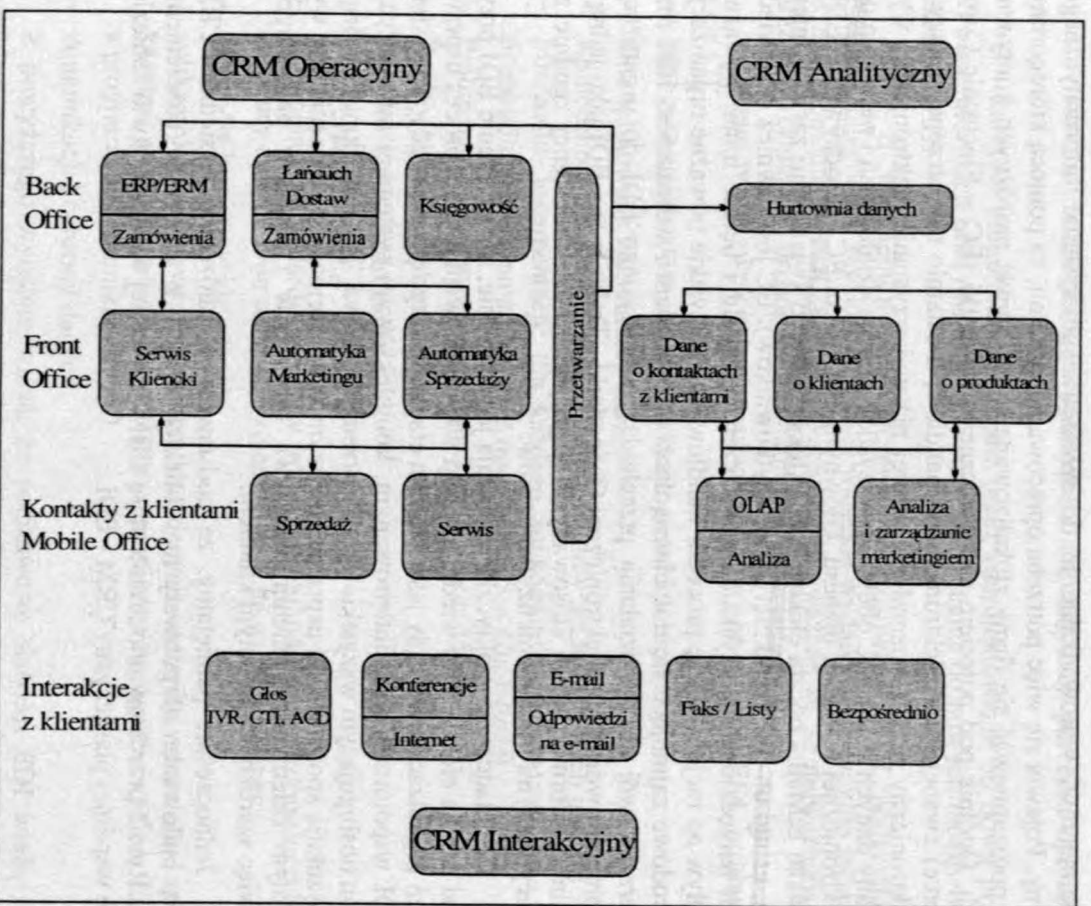 CRM Operacyjny
CRM Analityczny
Back
Office
ERP/ERM
Zamówienia
Łańcuch
Dostaw
Zamówienia
Księgowość
Przetwarzanie
Hurtownia danych
Front
Office
Serwis
Kliencki
Automatyka
Marketingu
Automatyka
Sprzedaży
Dane
o kontaktach
z klientami
Dane
o klientach
Dane
o produktach
Kontakty z klientami
Mobile Office
Sprzedaż
Serwis
OLAP
Analiza
Analiza
i zarządzanie
marketingiem
Interakcje
z klientami
Głos
IVR, CTI, ACD
Konferencje
Internet
E-mail
Odpowiedzi
na e-mail
Faks / Listy
Bezpośrednio
CRM Interakcyjny